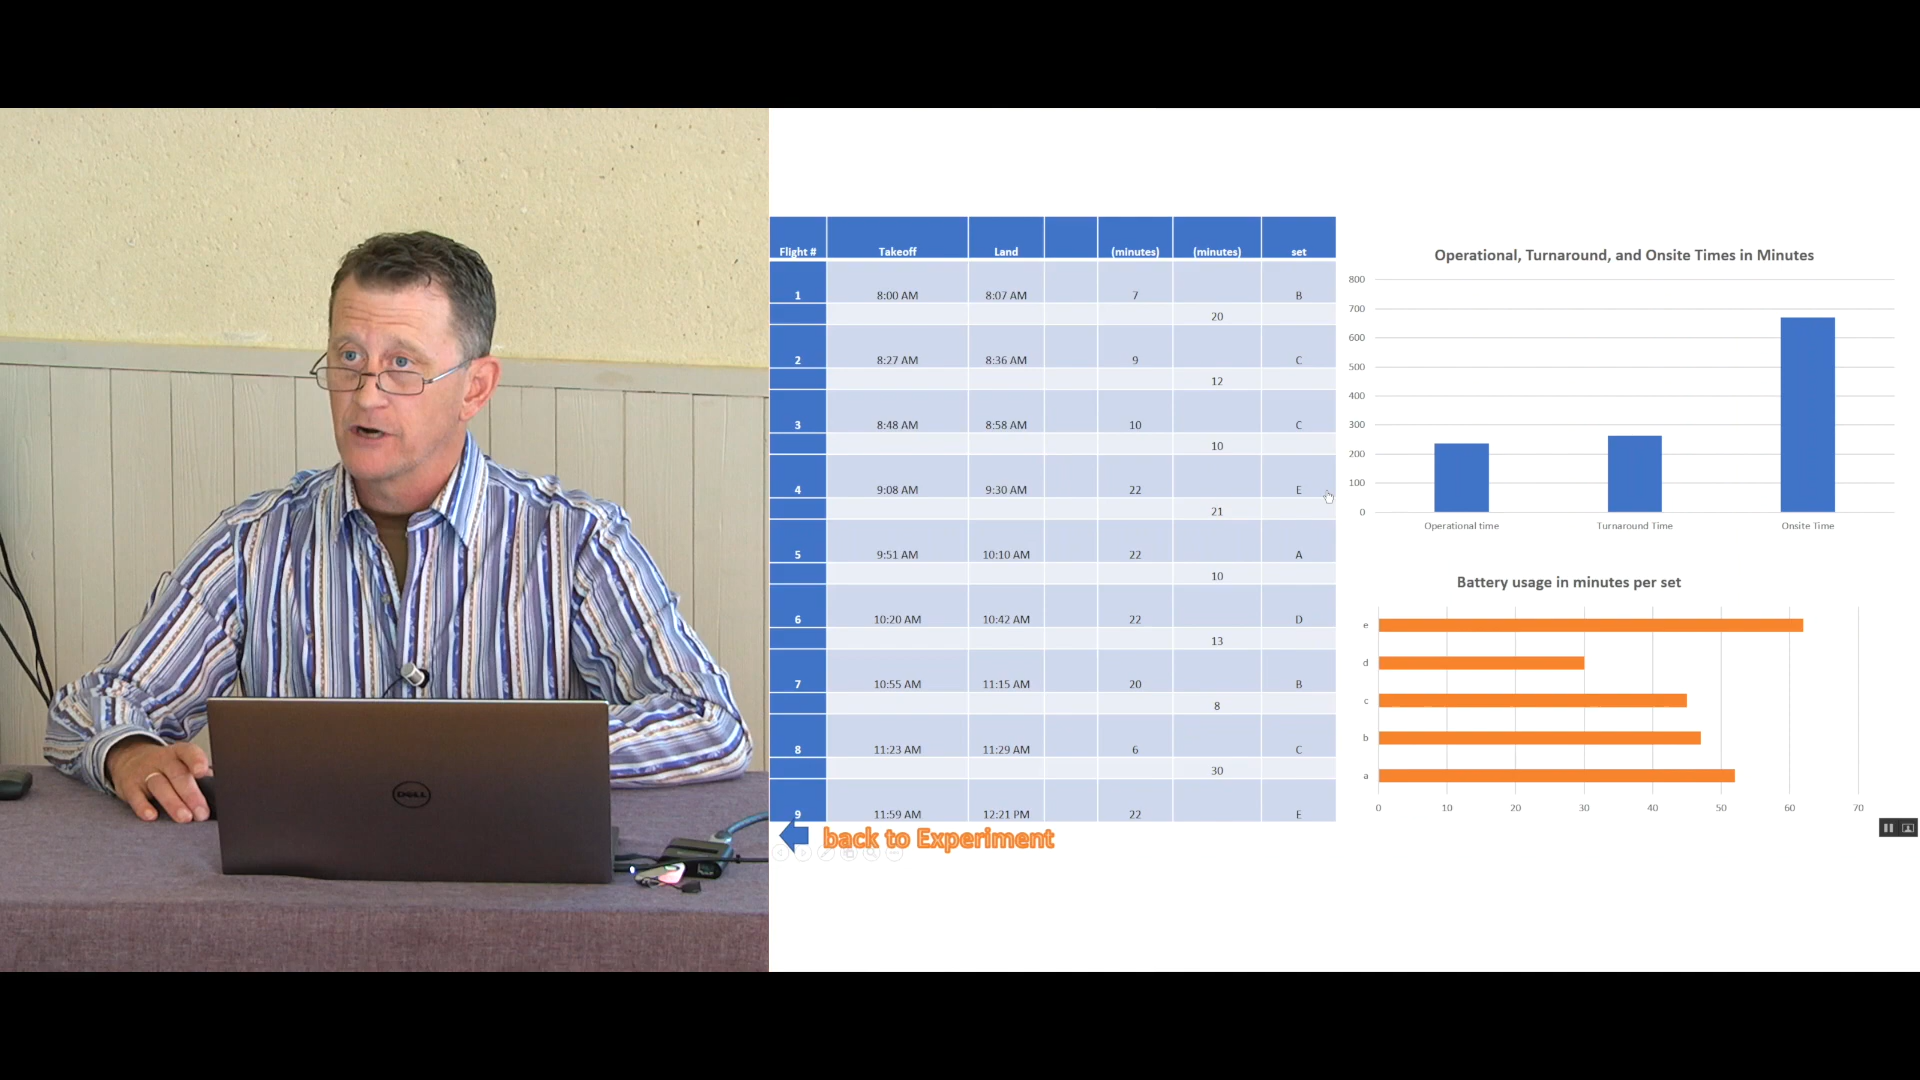 DELL
Flight # Takeoff Land (minutes) (minutes) set
1 8:00 AM 8:07 AM 7 B
20
2 8:27 AM 8:36 AM 9 C
12
3 8:48 AM 8:58 AM 10 C
10
4 9:08 AM 9:30 AM 22 E
21
5 9:51 AM 10:10 AM 22 A
10
6 10:20 AM 10:42 AM 22 D
13
7 10:55 AM 11:15 AM 20 B
8
8 11:23 AM 11:29 AM 6 C
30
9 11:59 AM 12:21 PM 22 E
back to Experiment
Operational, Turnaround, and Onsite Times in Minutes
800
700
600
500
400
300
200
100
0
Operational time Turnaround Time Onsite Time
Battery usage in minutes per set
e
d
c
b
a
0 10 20 30 40 50 60 70